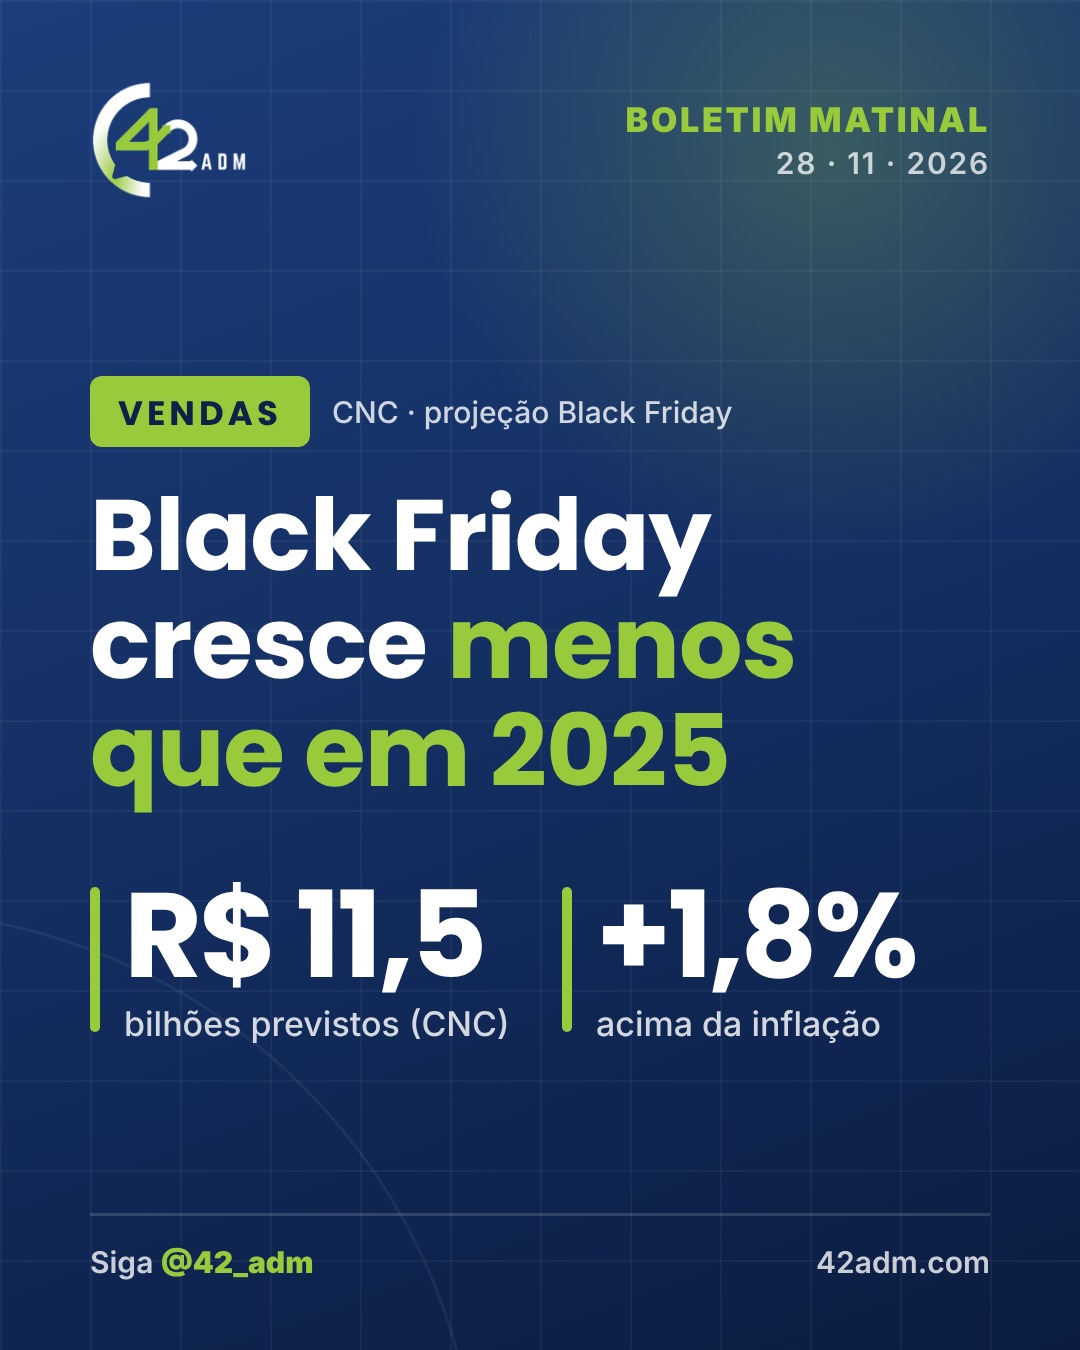 42 ADM
BOLETIM MATINAL
28 · 11 · 2026
VENDAS
CNC · projeção Black Friday
Black Friday
cresce menos
que em 2025
R$ 11,5
bilhões previstos (CNC)
+1,8%
acima da inflação
Siga @42_adm
42adm.com